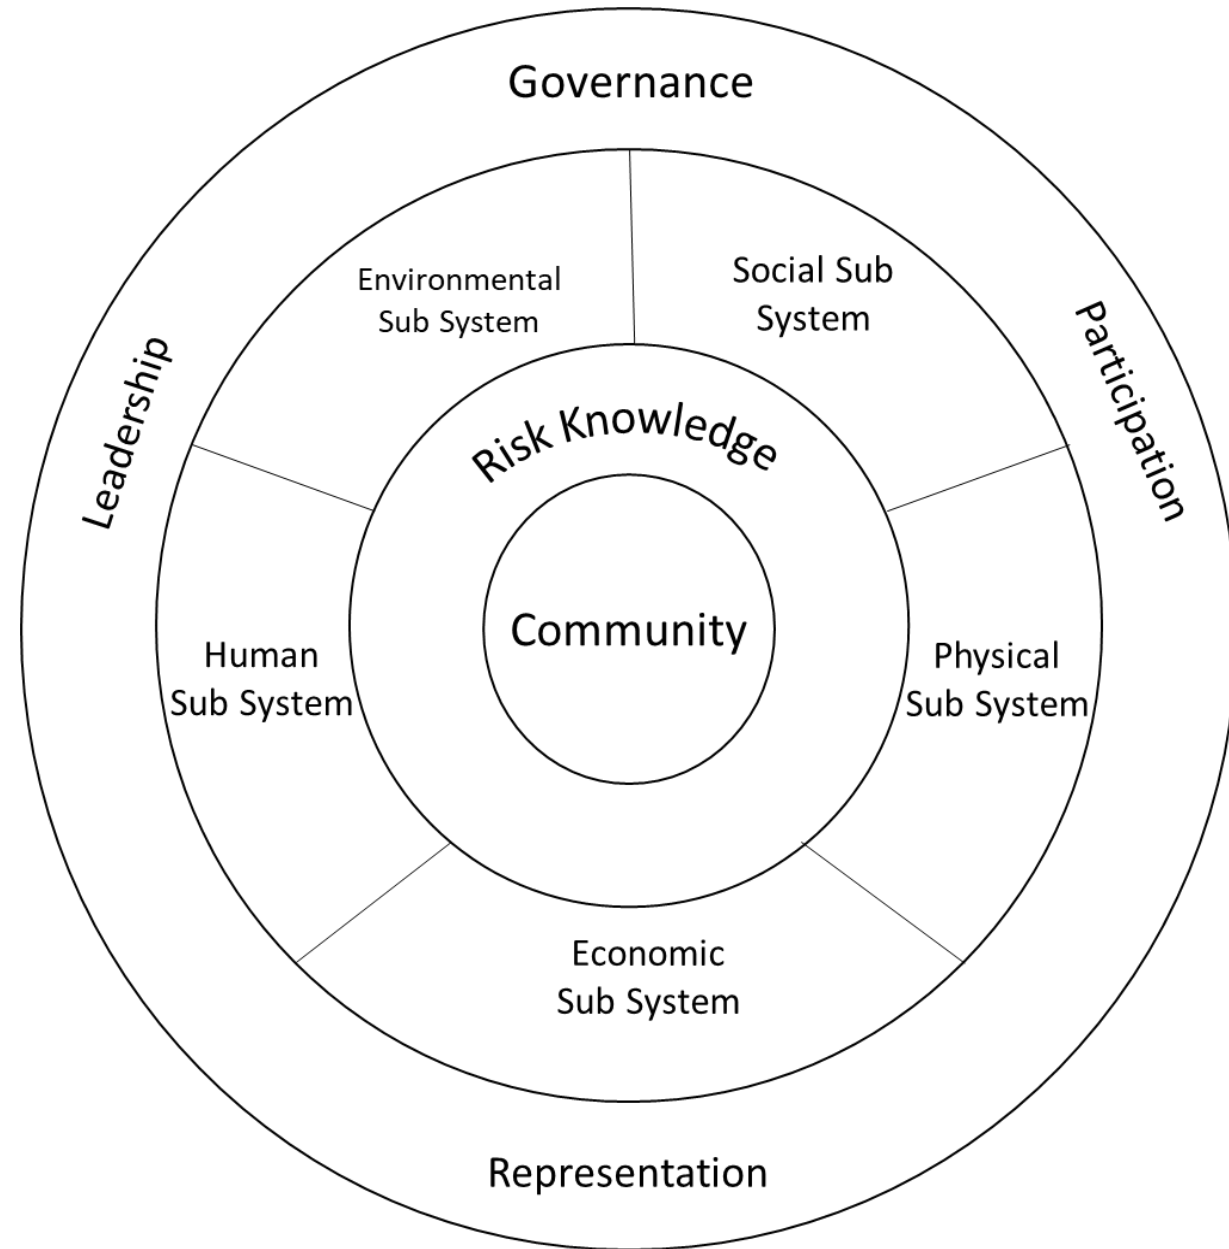 Governance
Environmental
Sub System
Social Sub
System
Leadership
Participation
Risk Knowledge
Community
Human
Sub System
Physical
Sub System
Economic
Sub System
Representation